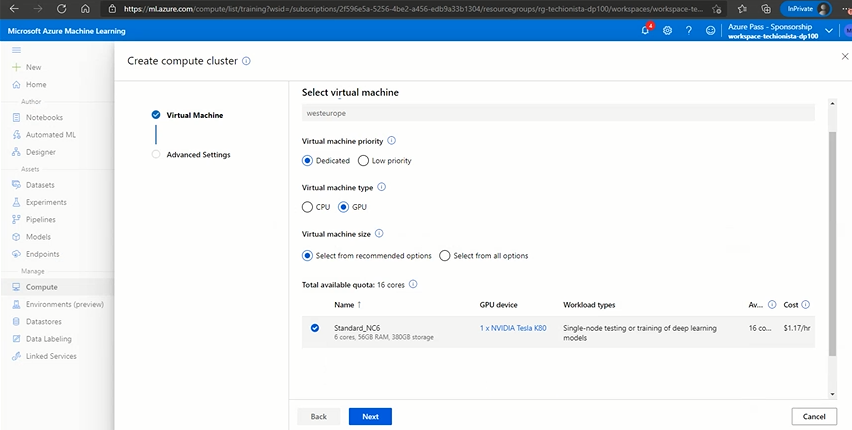 https://ml.azure.com/compute/list/training?wsid=/subscriptions/2f596e5a-5256-4be2-a456-edb9a33b1304/resourcegroups/rg-techionista-dp100/workspaces/workspace-te...
InPrivate
Microsoft Azure Machine Learning
4
Azure Pass - Sponsorship
workspace-techionista-dp100
M
New
Home
Author
Notebooks
Automated ML
Designer
Assets
Datasets
Experiments
Pipelines
Models
Endpoints
Manage
Compute
Environments (preview)
Datastores
Data Labeling
Linked Services
Create compute cluster
Virtual Machine
Advanced Settings
Select virtual machine
westeurope
Virtual machine priority
Dedicated Low priority
Virtual machine type
CPU GPU
Virtual machine size
Select from recommended options Select from all options
Total available quota: 16 cores
Name ↑ GPU device Workload types Av... Cost
Standard_NC6 1 x NVIDIA Tesla K80 Single-node testing or training of deep learning 16 co... $1.17/hr
6 cores, 56GB RAM, 380GB storage models
Back Next Cancel